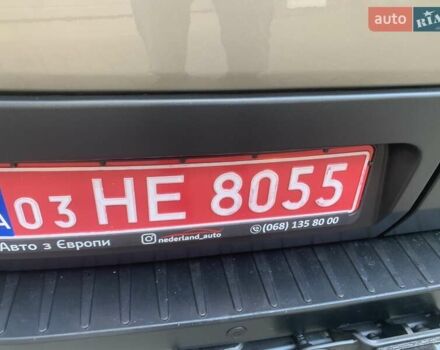 auto RIA
03 HE 8055
Авто з Європи nederland_auto (068) 135 80 00